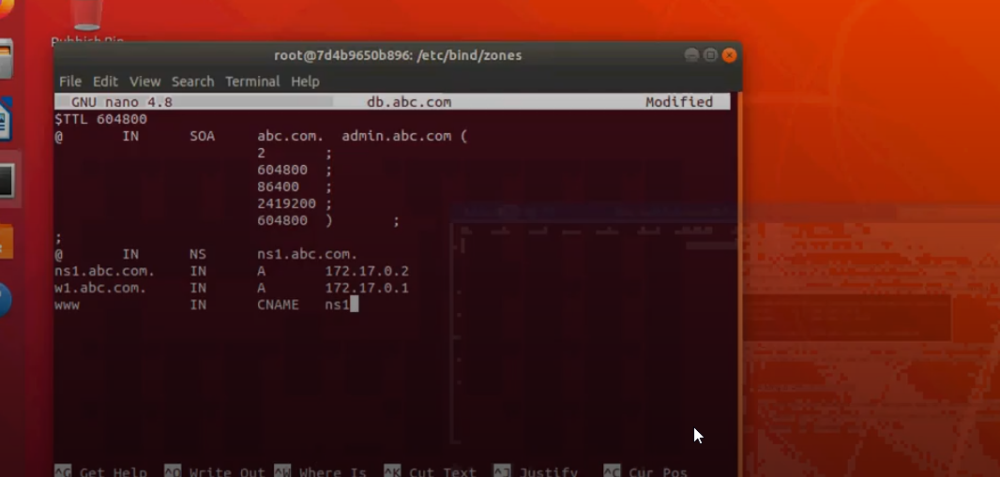 Rubbish Bin
root@7d4b9650b896: /etc/bind/zones
File Edit View Search Terminal Help
GNU nano 4.8 db.abc.com Modified
$TTL 604800
@ IN SOA abc.com. admin.abc.com (
2 ;
604800 ;
86400 ;
2419200 ;
604800 ) ;
;
@ IN NS ns1.abc.com.
ns1.abc.com. IN A 172.17.0.2
w1.abc.com. IN A 172.17.0.1
www IN CNAME ns1
^G Get Help ^O Write Out ^W Where Is ^K Cut Text ^J Justify ^C Cur Pos